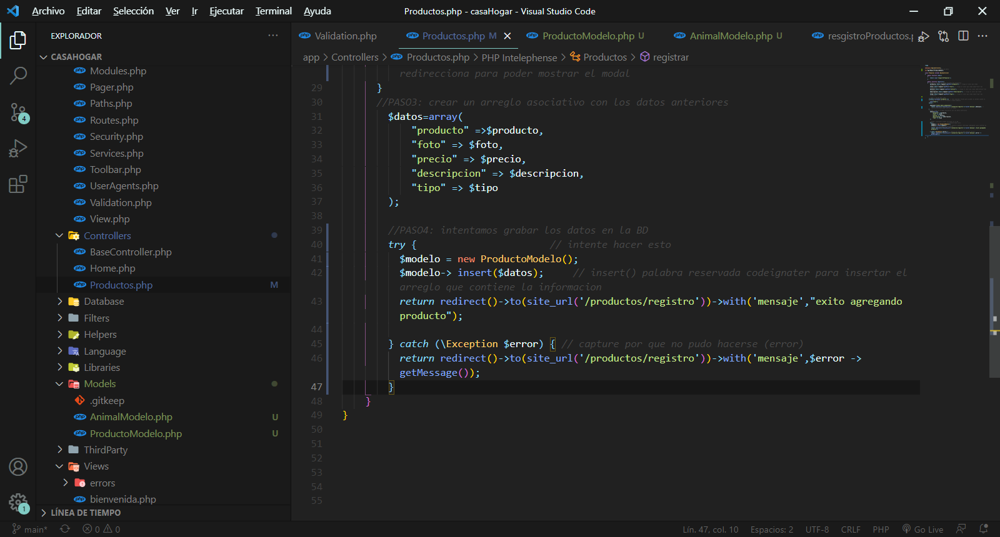 Archivo Editar Selección Ver Ir Ejecutar Terminal Ayuda
Productos.php - casaHogar - Visual Studio Code
EXPLORADOR
CASAHOGAR
Modules.php
Pager.php
Paths.php
Routes.php
Security.php
Services.php
Toolbar.php
UserAgents.php
Validation.php
View.php
Controllers
BaseController.php
Home.php
Productos.php M
Database
Filters
Helpers
Language
Libraries
Models
.gitkeep
AnimalModelo.php U
ProductoModelo.php U
ThirdParty
Views
errors
bienvenida.php
LÍNEA DE TIEMPO
4
1
Validation.php Productos.php M ProductoModelo.php U AnimalModelo.php U resgistroProductos.p
app > Controllers > Productos.php > PHP Intelephense > Productos > registrar
redirecciona para poder mostrar el modal
29 }
30 //PASO3: crear un arreglo asociativo con los datos anteriores
31 $datos=array(
32 "producto" =>$producto,
33 "foto" => $foto,
34 "precio" => $precio,
35 "descripcion" => $descripcion,
36 "tipo" => $tipo
37 );
38
39 //PASO4: intentamos grabar los datos en la BD
40 try { // intente hacer esto
41 $modelo = new ProductoModelo();
42 $modelo-> insert($datos); // insert() palabra reservada codeignater para insertar el
arreglo que contiene la informacion
43 return redirect()->to(site_url('/productos/registro'))->with('mensaje',"exito agregando
producto");
44
45 } catch (\Exception $error) { // capture por que no pudo hacerse (error)
46 return redirect()->to(site_url('/productos/registro'))->with('mensaje',$error ->
getMessage());
47 }
48 }
49 }
50
51
52
53
54
55
main* 0 0 Lín. 47, col. 10 Espacios: 2 UTF-8 CRLF PHP Go Live